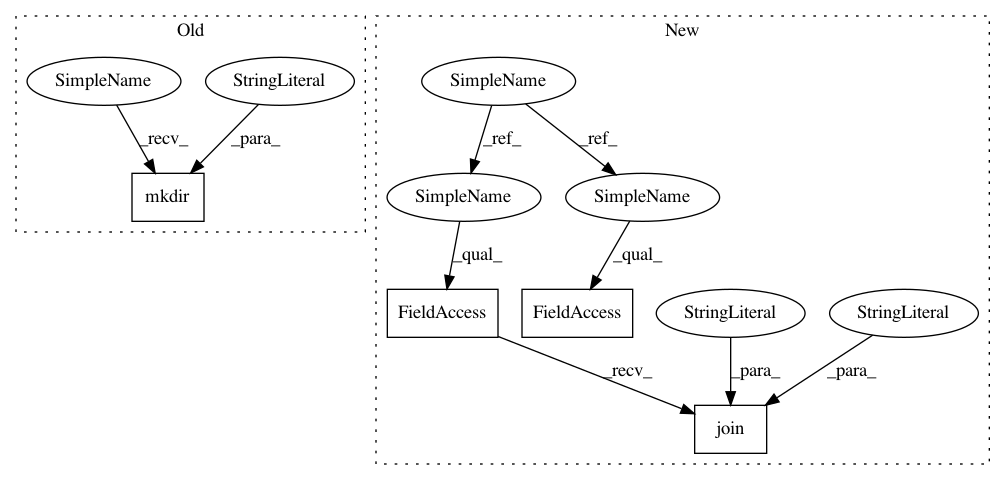 Old
New
SimpleName
StringLiteral
SimpleName
_recv_
_para_
_ref_
_ref_
mkdir
SimpleName
SimpleName
_qual_
_qual_
FieldAccess
FieldAccess
StringLiteral
StringLiteral
_recv_
_para_
_para_
join